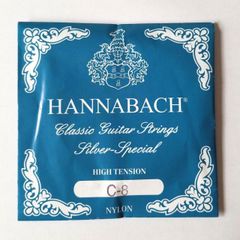 HANNABACH®
Classic Guitar Strings
Silver-Special
HIGH TENSION
C-8
NYLON